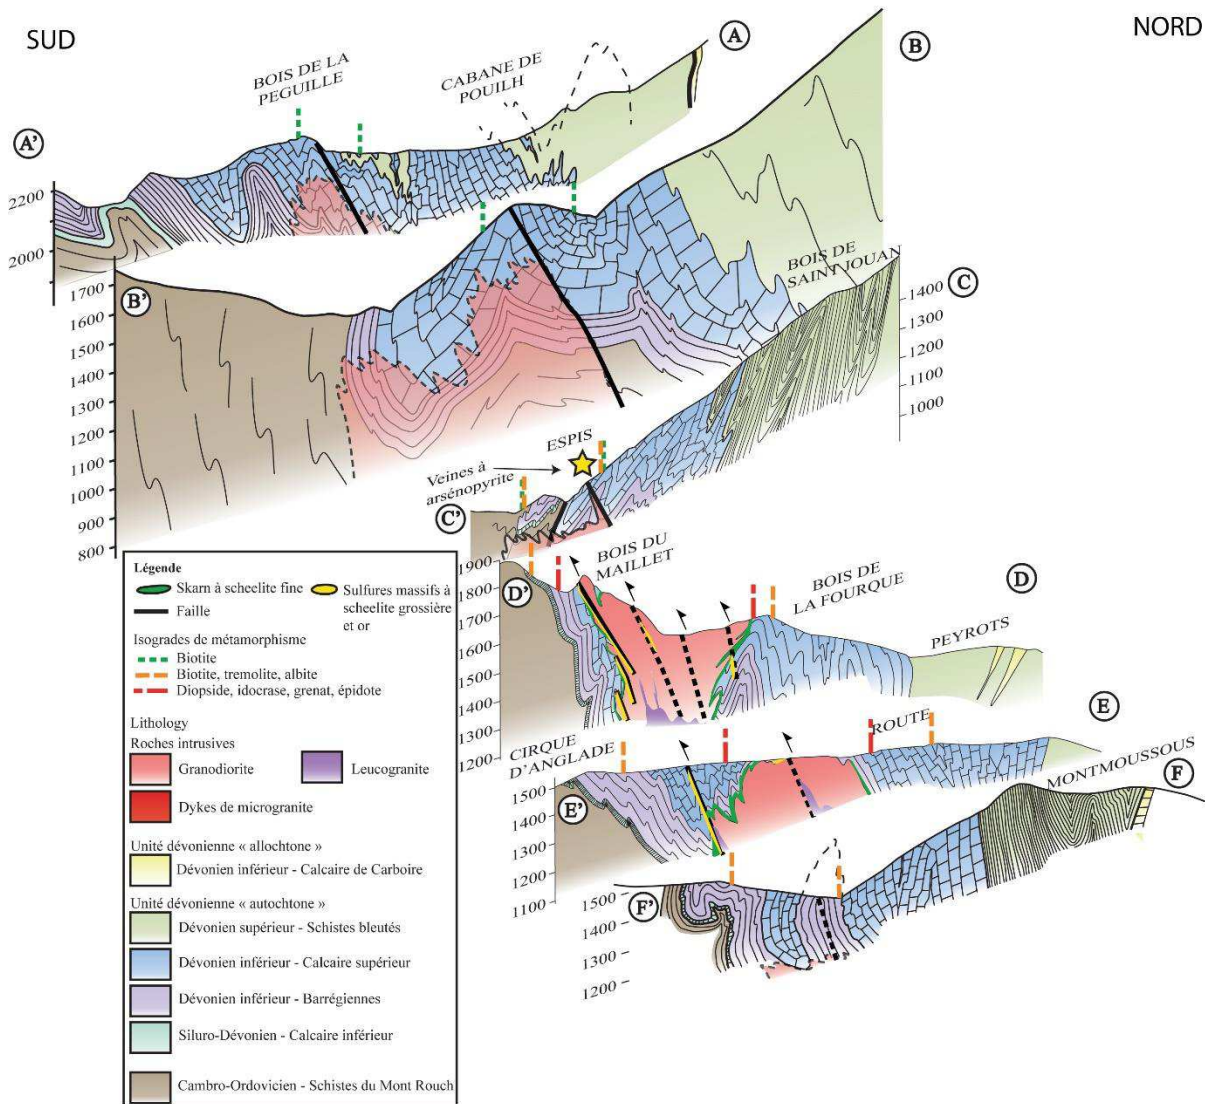 SUD
NORD
BOIS DE LA
PEGUILLE
CABANE DE
POUILH
A
B
A'
2200
2000
B'
1700
1600
1500
1400
1300
1200
1100
1000
900
800
BOIS DE
SAINT JOUAN
C
1400
1300
1200
1100
1000
ESPIS
Veines à
arsénopyrite
C'
BOIS DU
MAILLET
BOIS DE
LA FOURQUE
PEYROTS
D
D'
1900
1800
1700
1600
1500
1400
1300
1200
CIRQUE
D'ANGLADE
ROUTE
E
E'
1500
1400
1300
1200
1100
MONTMOUSSOUS
F
F'
1500
1400
1300
1200
Légende
Skarn à scheelite fine
Sulfures massifs à
scheelite grossière
et or
Faille
Isogrades de métamorphisme
Biotite
Biotite, tremolite, albite
Diopside, idocrase, grenat, épidote
Lithology
Roches intrusives
Granodiorite
Leucogranite
Dykes de microgranite
Unité dévonienne « allochtone »
Dévonien inférieur - Calcaire de Carboire
Unité dévonienne « autochtone »
Dévonien supérieur - Schistes bleutés
Dévonien inférieur - Calcaire supérieur
Dévonien inférieur - Barrégiennes
Siluro-Dévonien - Calcaire inférieur
Cambro-Ordovicien - Schistes du Mont Rouch